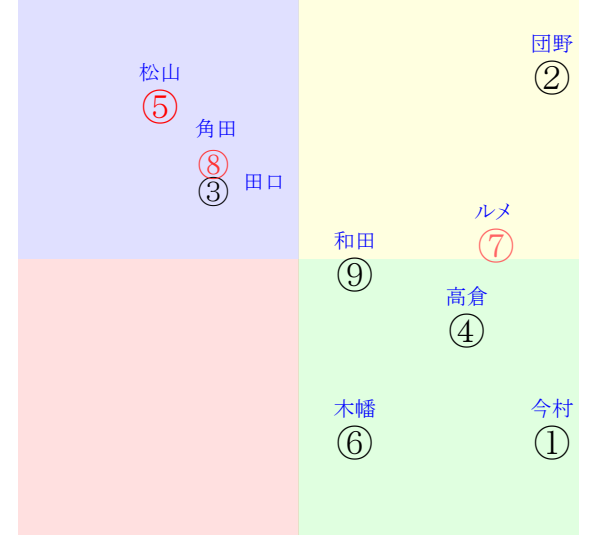 団野
②
松山
⑤
角田
⑧
③
田口
ルメ
⑦
和田
⑨
高倉
④
木幡
⑥
今村
①